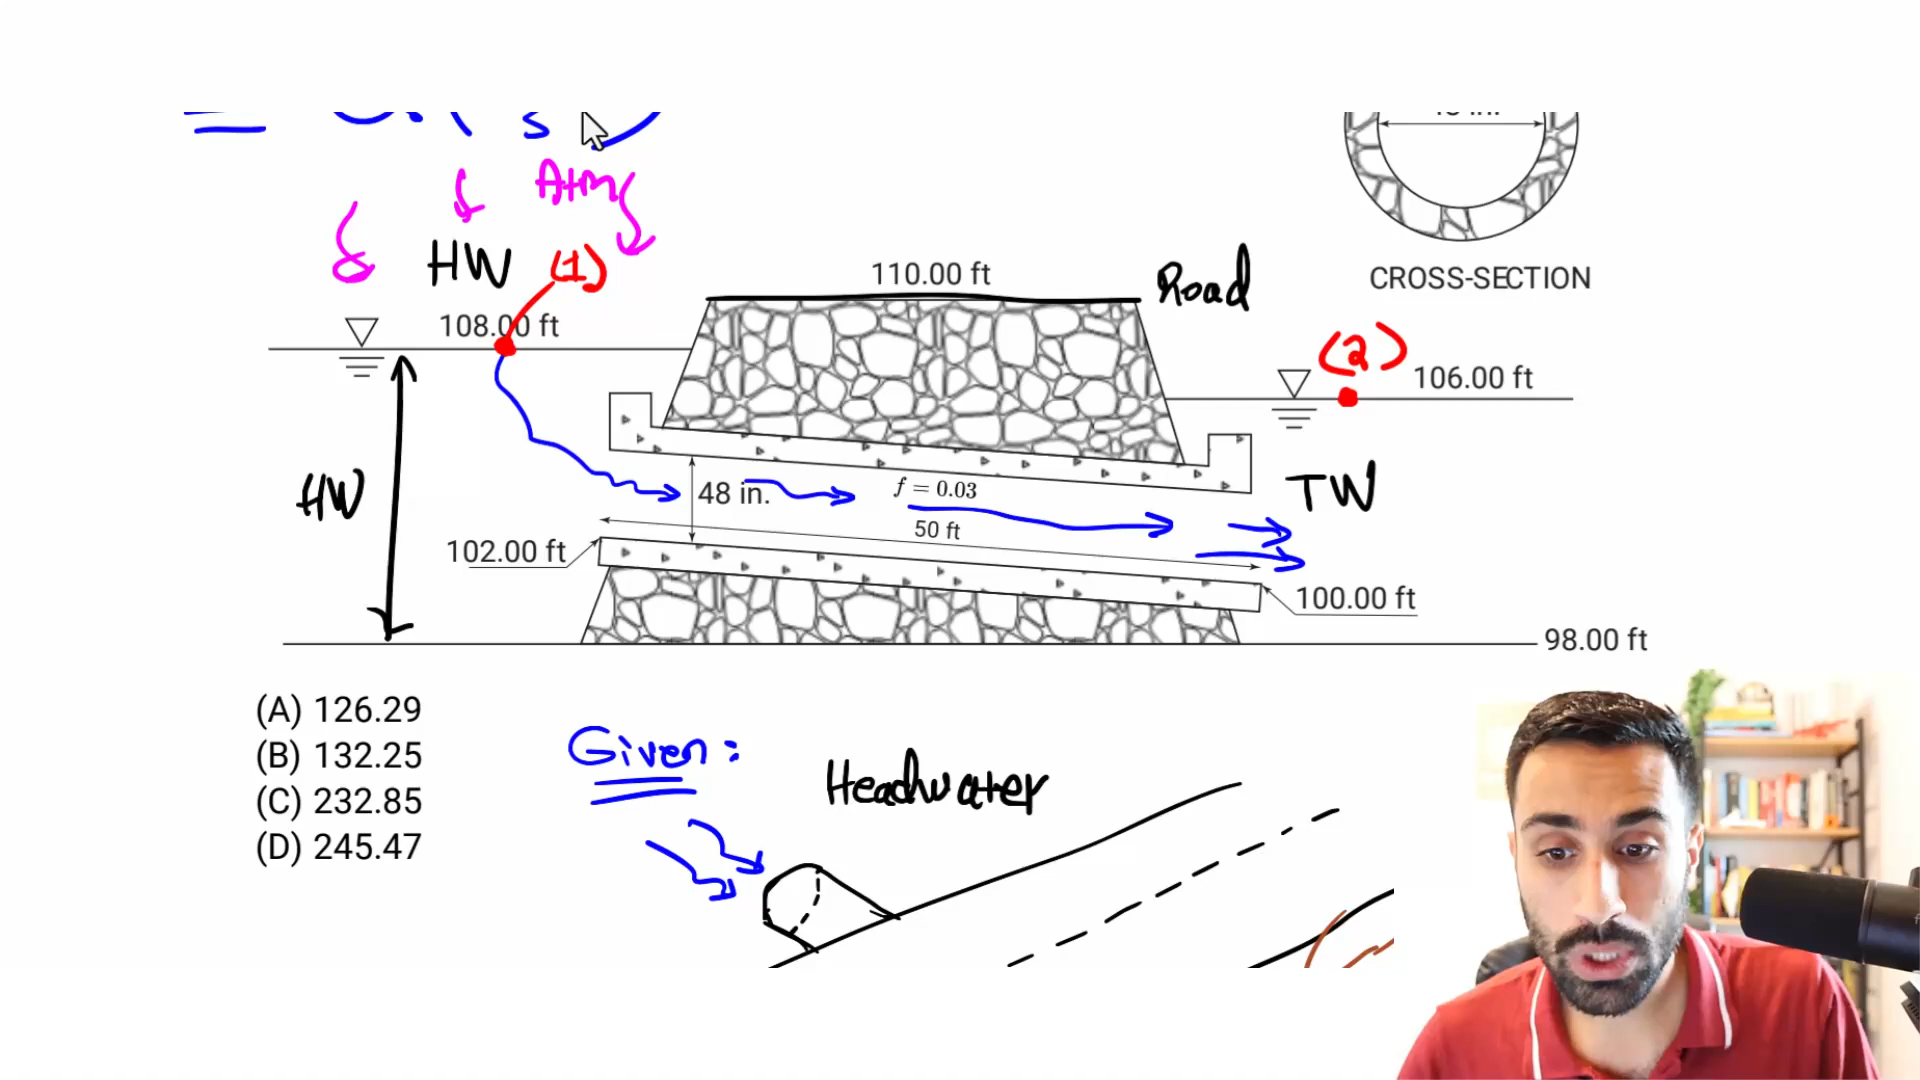 Atm
HW (1)
110.00 ft
Road
CROSS-SECTION
108.00 ft
(2)
106.00 ft
HW
48 in.
f = 0.03
TW
50 ft
102.00 ft
100.00 ft
98.00 ft
(A) 126.29
(B) 132.25
(C) 232.85
(D) 245.47
Given:
Headwater